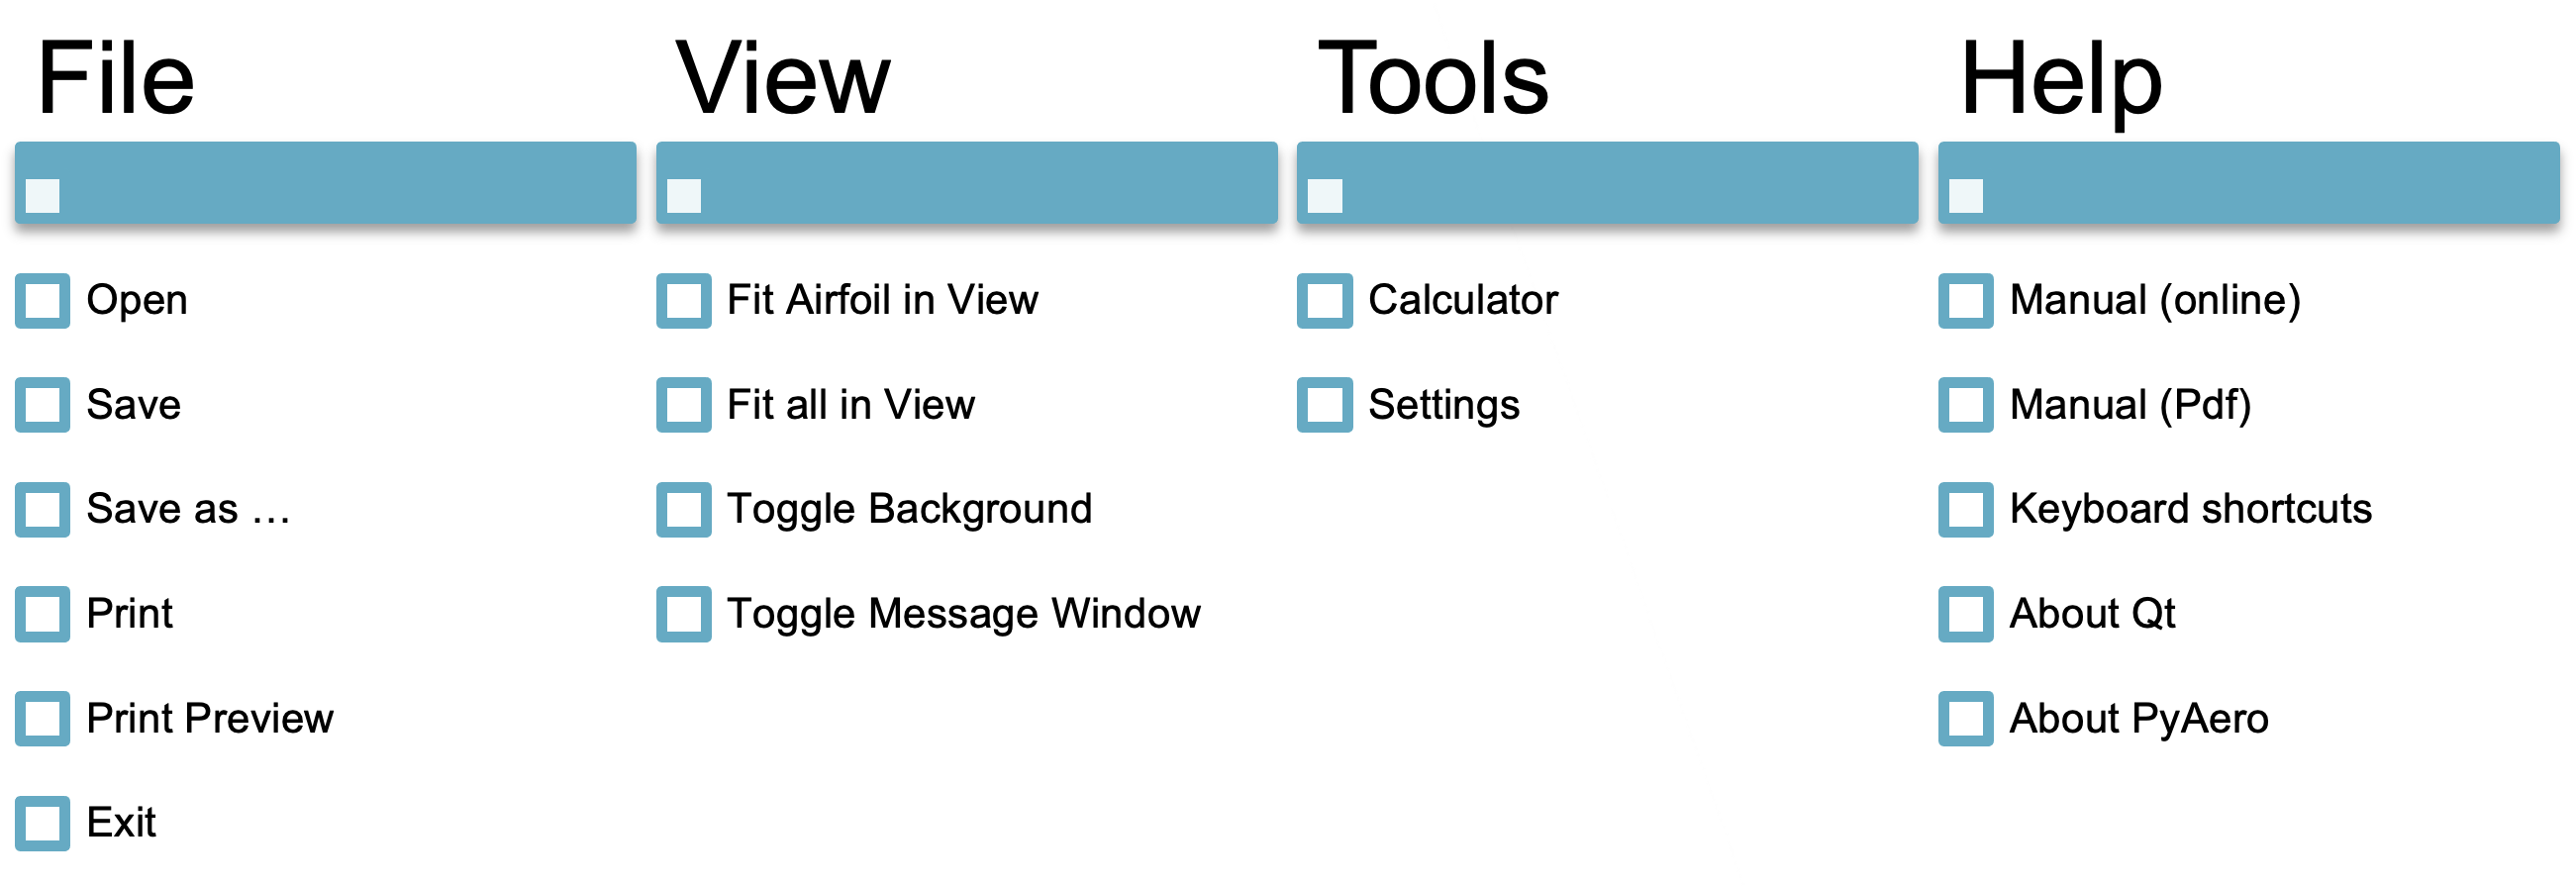 File
Open
Save
Save as …
Print
Print Preview
Exit
View
Fit Airfoil in View
Fit all in View
Toggle Background
Toggle Message Window
Tools
Calculator
Settings
Help
Manual (online)
Manual (Pdf)
Keyboard shortcuts
About Qt
About PyAero